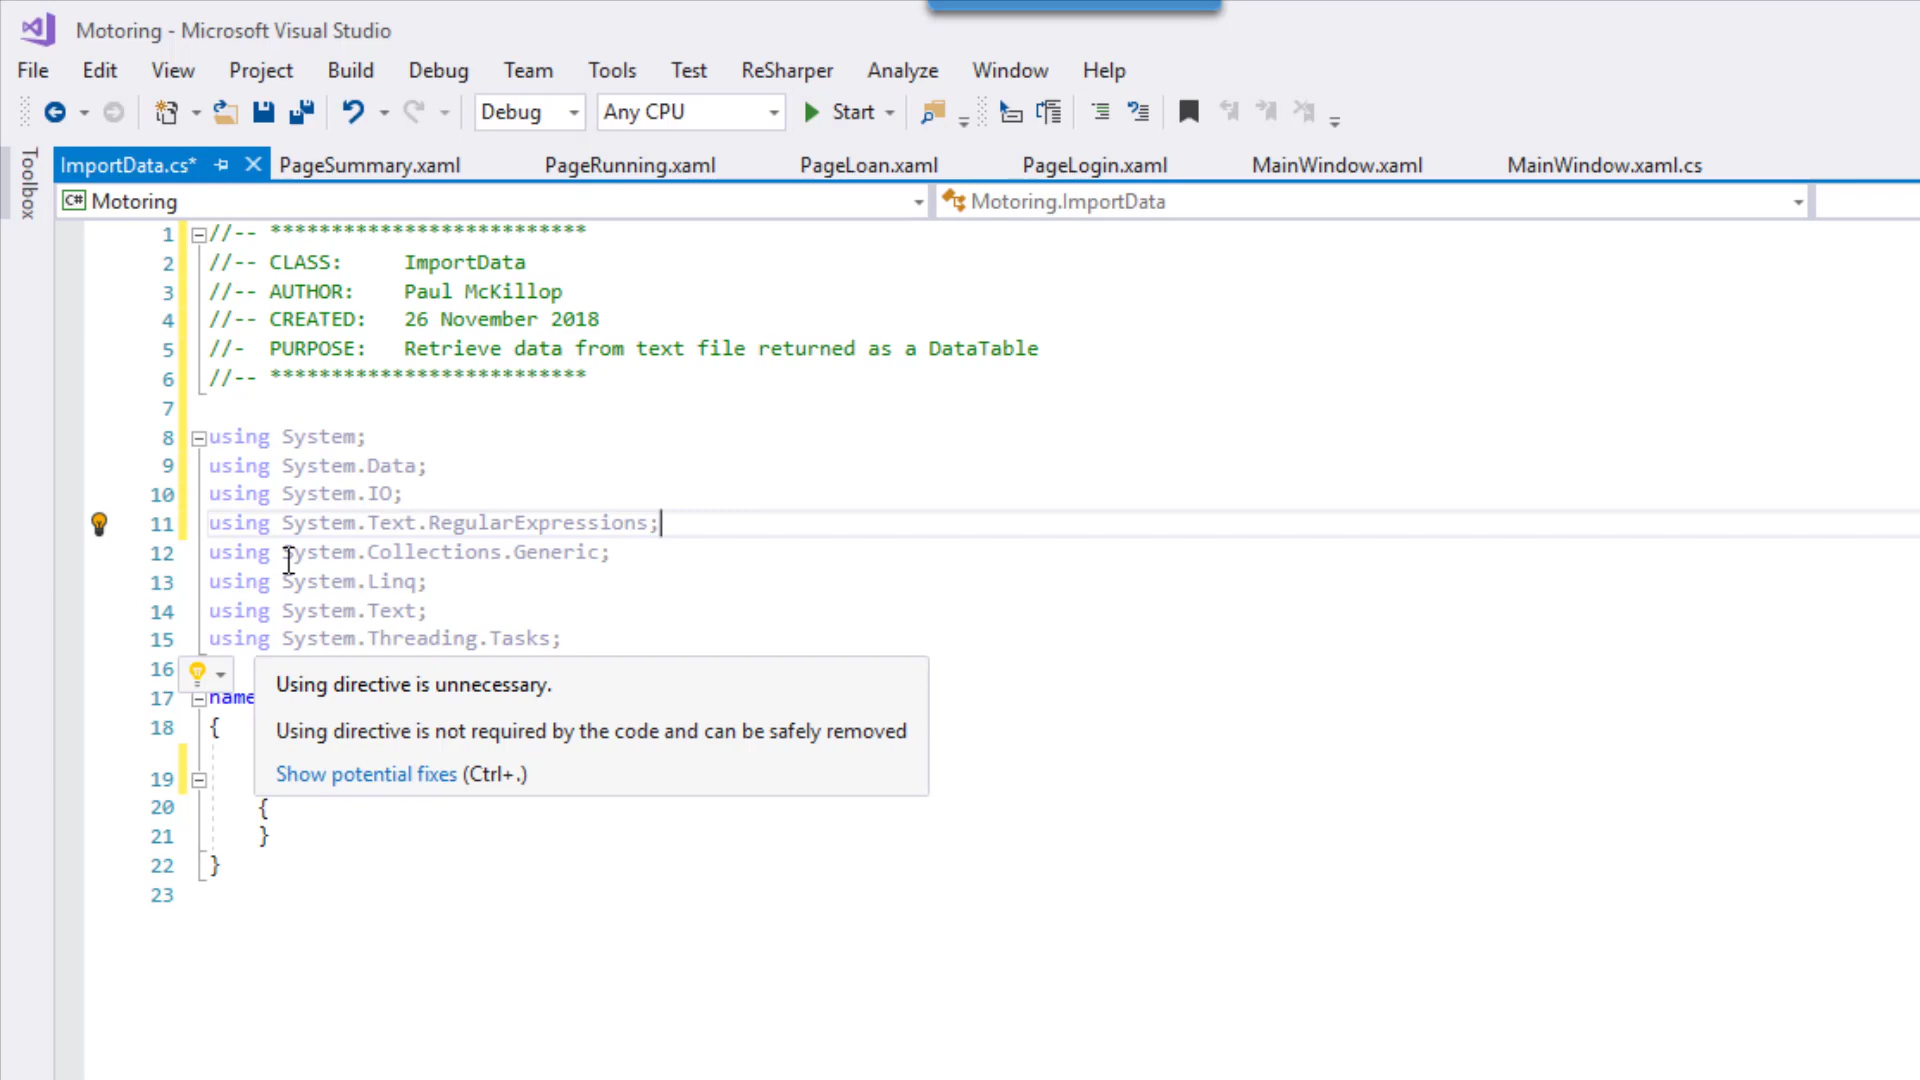 Motoring - Microsoft Visual Studio
File Edit View Project Build Debug Team Tools Test ReSharper Analyze Window Help
Debug Any CPU Start
Toolbox
ImportData.cs* PageSummary.xaml PageRunning.xaml PageLoan.xaml PageLogin.xaml MainWindow.xaml MainWindow.xaml.cs
C# Motoring Motoring.ImportData
1 //-- **************************
2 //-- CLASS: ImportData
3 //-- AUTHOR: Paul McKillop
4 //-- CREATED: 26 November 2018
5 //- PURPOSE: Retrieve data from text file returned as a DataTable
6 //-- **************************
7
8 using System;
9 using System.Data;
10 using System.IO;
11 using System.Text.RegularExpressions;
12 using System.Collections.Generic;
13 using System.Linq;
14 using System.Text;
15 using System.Threading.Tasks;
16
Using directive is unnecessary.
17 name
18 {
Using directive is not required by the code and can be safely removed
19
Show potential fixes (Ctrl+.)
20 {
21 }
22 }
23